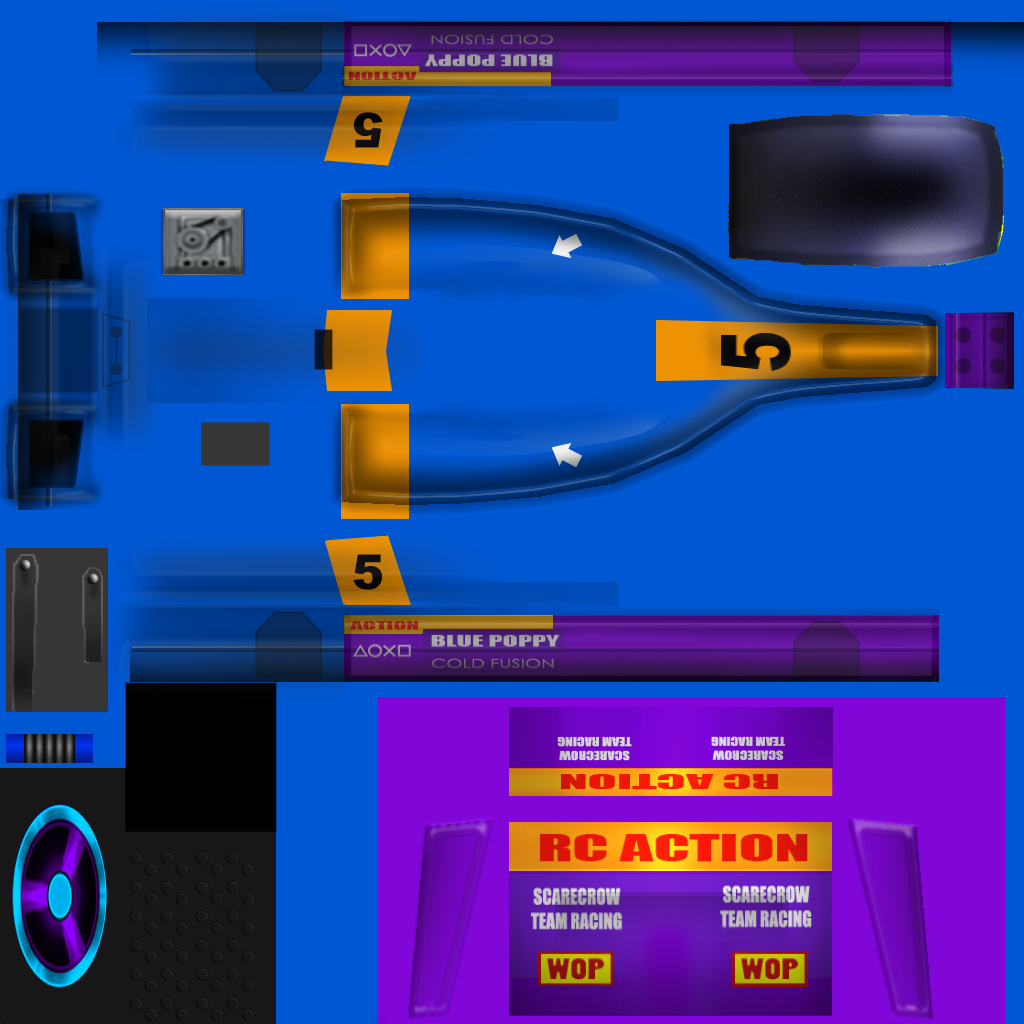 COLD FUSION
BLUE POPPY
ACTION
5
5
5
ACTION
BLUE POPPY
COLD FUSION
SCARECROW
TEAM RACING
SCARECROW
TEAM RACING
RC ACTION
RC ACTION
SCARECROW
TEAM RACING
SCARECROW
TEAM RACING
WOP
WOP